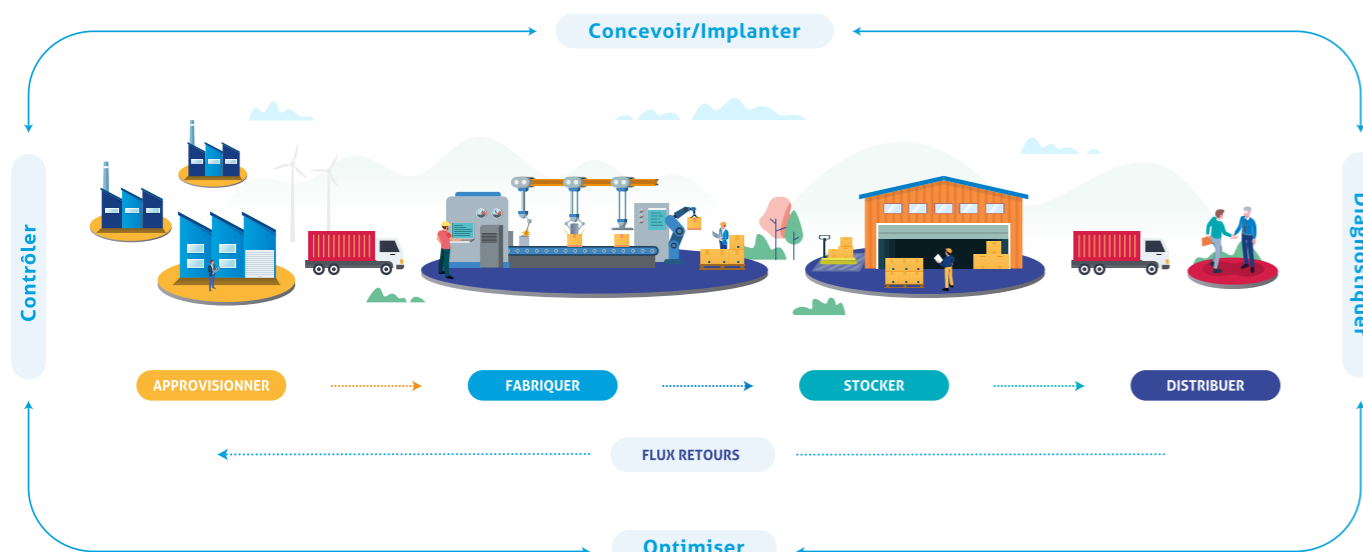 Concevoir/Implanter
Contrôler
Diagnostiquer
APPROVISIONNER
FABRIQUER
STOCKER
DISTRIBUER
FLUX RETOURS
Optimiser